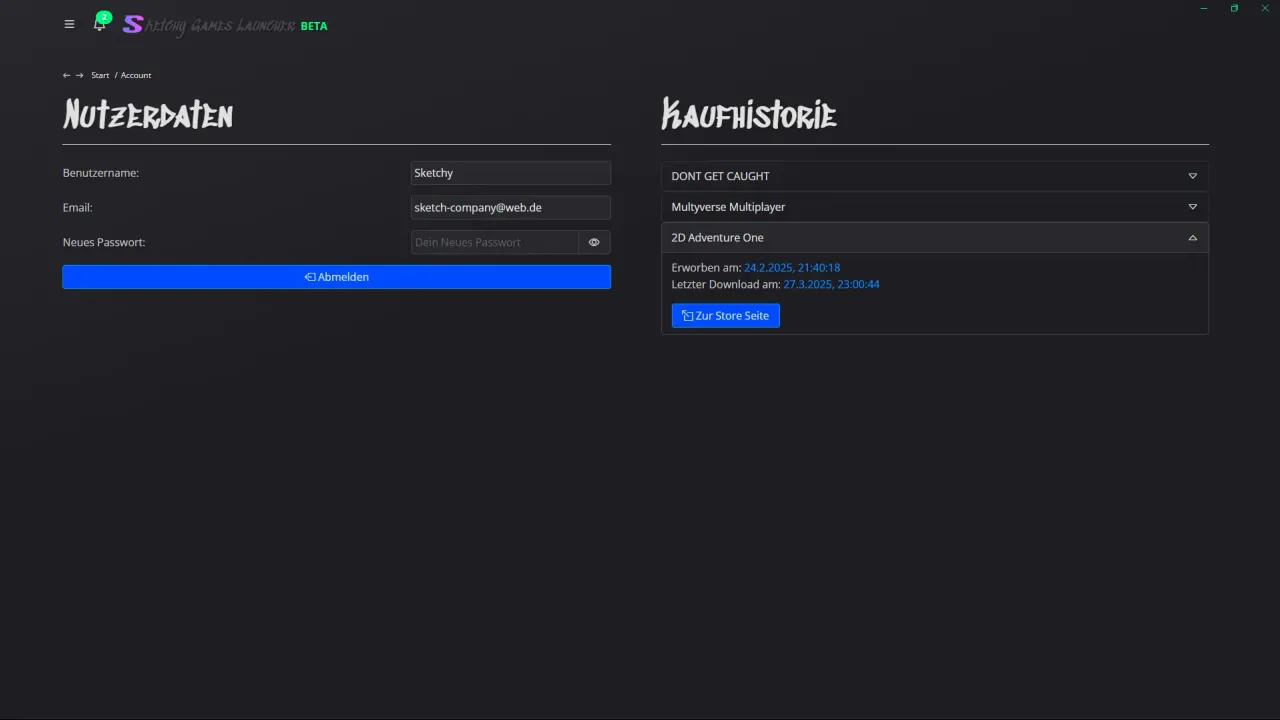 2
Sketchy Games Launcher BETA
Start / Account
Nutzerdaten
Benutzername:
Sketchy
Email:
sketch-company@web.de
Neues Passwort:
Dein Neues Passwort
Abmelden
Kaufhistorie
DONT GET CAUGHT
Multyverse Multiplayer
2D Adventure One
Erworben am: 24.2.2025, 21:40:18
Letzter Download am: 27.3.2025, 23:00:44
Zur Store Seite